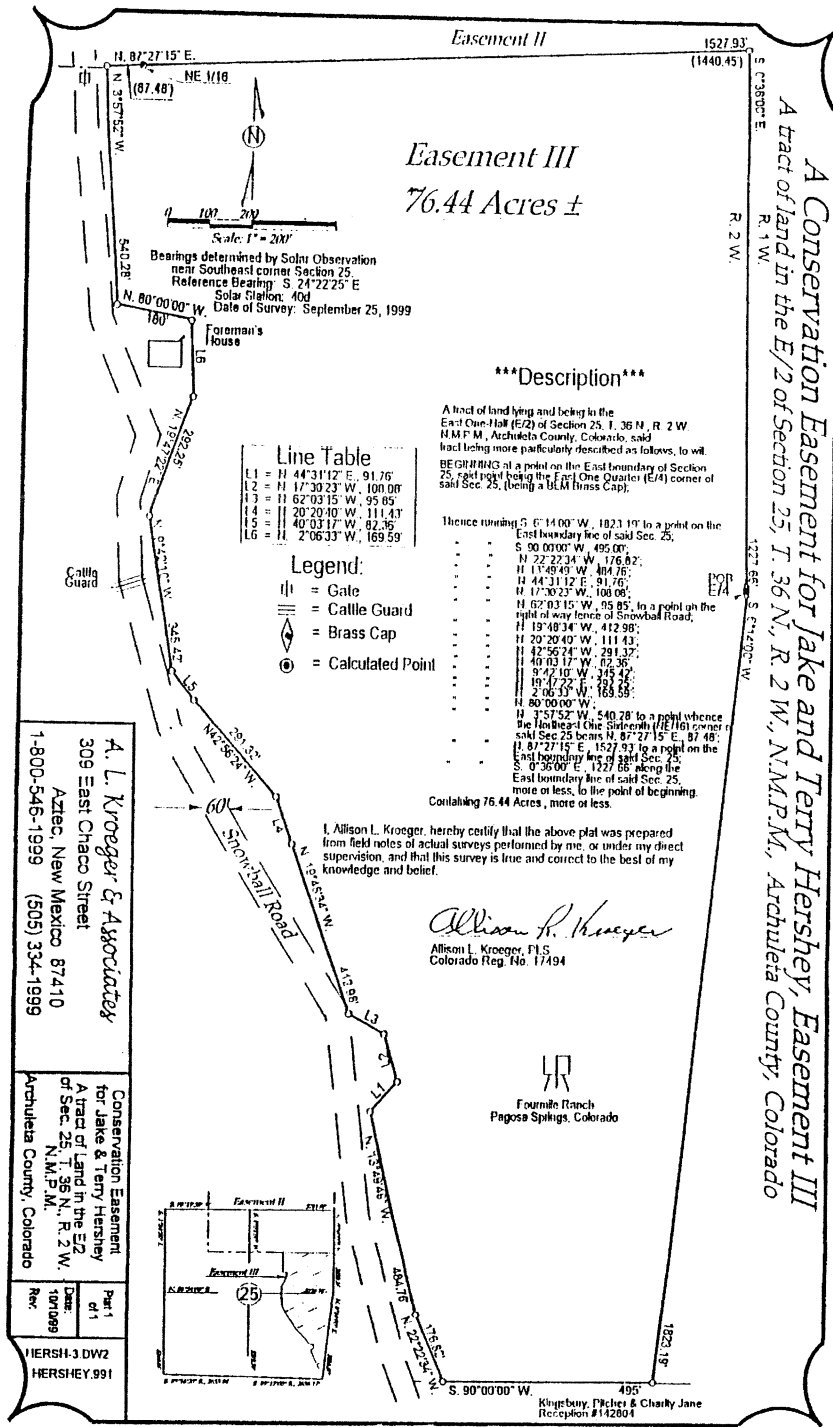 A Conservation Easement for Jake and Terry Hershey, Easement III
A tract of land in the E/2 of Section 25, T. 36 N., R. 2 W., N.M.P.M., Archuleta County, Colorado
Easement II
N. 87°27'15" E.
1527.93'
(1440.45')
NE 1/16
(87.48')
N. 3°57'52" W.
S. 0°36'00" E.
R. 1 W.
R. 2 W.
N
Easement III
76.44 Acres ±
0 100 200
Scale: 1" = 200'
Bearings determined by Solar Observation
near Southeast corner Section 25.
Reference Bearing: S. 24°22'25" E
Solar Station: 40d
Date of Survey: September 25, 1999
540.28'
N. 80°00'00" W.
180'
Foreman's
House
L6
292.25'
N. 19°47'22" E.
***Description***
A tract of land lying and being in the
East One-Half (E/2) of Section 25, T. 36 N., R. 2 W.
N.M.P.M., Archuleta County, Colorado, said
tract being more particularly described as follows, to wil.
BEGINNING at a point on the East boundary of Section
25, said point being the East One Quarter (E/4) corner of
said Sec. 25, (being a BLM Brass Cap);
Thence running S. 6°14'00" W., 1823.19' to a point on the
East boundary line of said Sec. 25;
" " S. 90°00'00" W., 495.00';
" " N. 22°22'34" W., 176.82';
" " N. 13°49'49" W., 484.76';
" " N. 44°31'12" E., 91.76';
" " N. 17°30'23" W., 108.08';
" " N. 62°03'15" W., 95.85', to a point on the
right of way fence of Snowball Road;
" " N. 19°48'34" W., 412.98';
" " N. 20°20'40" W., 111.43';
" " N. 42°56'24" W., 291.32';
" " N. 40°03'17" W., 82.36';
" " N. 9°42'10" W., 345.42';
" " N. 19°47'22" E., 292.25';
" " N. 2°06'33" W., 169.59';
" " N. 80°00'00" W.;
" " N. 3°57'52" W., 540.28' to a point whence
the Northeast One Sixteenth (NE/16) corner of
said Sec 25 bears N. 87°27'15" E., 87.48';
" " N. 87°27'15" E., 1527.93' to a point on the
East boundary line of said Sec. 25;
" " S. 0°36'00" E., 1227.66' along the
East boundary line of said Sec. 25,
more or less, to the point of beginning.
Containing 76.44 Acres, more or less.
Line Table
L1 = N 44°31'12" E., 91.76'
L2 = N 17°30'23" W., 108.08'
L3 = N 62°03'15" W., 95.85'
L4 = N 20°20'40" W., 111.43'
L5 = N 40°03'17" W., 82.36'
L6 = N. 2°06'33" W., 169.59'
Legend:
= Gate
= Cattle Guard
= Brass Cap
= Calculated Point
Cattle
Guard
345.42'
L5
291.32'
N42°56'24" W.
L4
60'
Snowball Road
N. 19°48'34" W.
412.98'
L3
L2
L1
N. 13°49'49" W.
484.76'
176.82'
N. 22°22'34" W.
S. 90°00'00" W.
495'
1823.19'
1227.66'
S. 6°14'00" W.
POB
E/4
I, Allison L. Kroeger, hereby certify that the above plat was prepared
from field notes of actual surveys performed by me, or under my direct
supervision, and that this survey is true and correct to the best of my
knowledge and belief.
Allison L. Kroeger, PLS
Colorado Reg. No. 17494
Fourmile Ranch
Pagosa Springs, Colorado
Kingsbury, Pitcher & Charity Jane
Reception #142604
Easement II
Easement III
25
A. L. Kroeger & Associates
309 East Chaco Street
Aztec, New Mexico 87410
1-800-546-1999 (505) 334-1999
Conservation Easement
for Jake & Terry Hershey
A tract of Land in the E/2
of Sec. 25, T. 36 N., R. 2 W.
N.M.P.M.
Archuleta County, Colorado
Part 1
of 1
Date:
10/10/99
Rev.
HERSH-3.DW2
HERSHEY.991